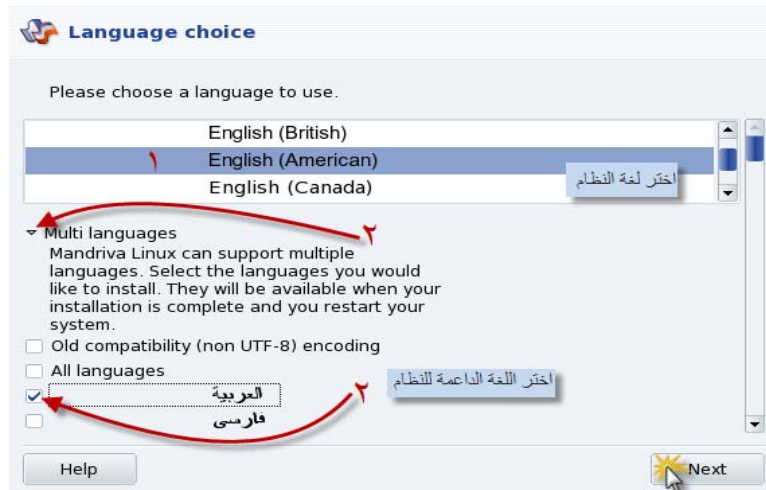 Language choice
Please choose a language to use.
English (British)
١ English (American)
English (Canada)
اختر لغة النظام
٢
Multi languages
Mandriva Linux can support multiple
languages. Select the languages you would
like to install. They will be available when your
installation is complete and you restart your
system.
Old compatibility (non UTF-8) encoding
All languages
اختر اللغة الداعمة للنظام
٢
العربية
فارسی
Help
Next